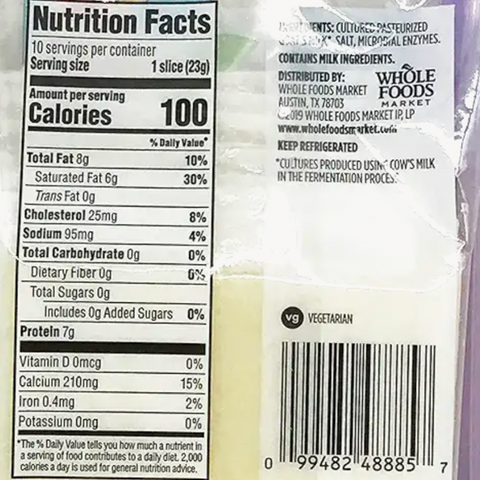 Nutrition Facts
10 servings per container
Serving size 1 slice (23g)
Amount per serving
Calories 100
% Daily Value*
Total Fat 8g 10%
Saturated Fat 6g 30%
Trans Fat 0g
Cholesterol 25mg 8%
Sodium 95mg 4%
Total Carbohydrate 0g 0%
Dietary Fiber 0g 0%
Total Sugars 0g
Includes 0g Added Sugars 0%
Protein 7g
Vitamin D 0mcg 0%
Calcium 210mg 15%
Iron 0.4mg 2%
Potassium 0mg 0%
*The % Daily Value tells you how much a nutrient in
a serving of food contributes to a daily diet. 2,000
calories a day is used for general nutrition advice.
INGREDIENTS: CULTURED PASTEURIZED
SALT, MICROBIAL ENZYMES.
CONTAINS MILK INGREDIENTS.
DISTRIBUTED BY:
WHOLE FOODS MARKET
AUSTIN, TX 78703
©2019 WHOLE FOODS MARKET IP, LP
www.wholefoodsmarket.com
WHOLE
FOODS
MARKET
KEEP REFRIGERATED
*CULTURES PRODUCED USING COW'S MILK
IN THE FERMENTATION PROCESS.
vg VEGETARIAN
0 99482 48885 7